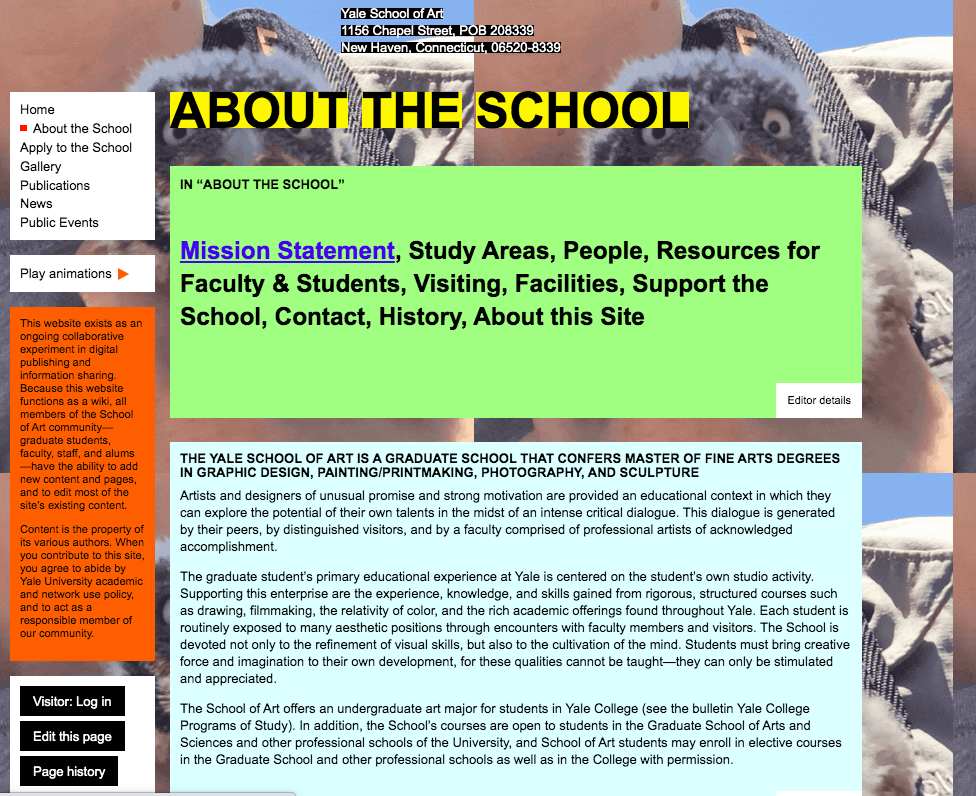 Yale School of Art
1156 Chapel Street, POB 208339
New Haven, Connecticut, 06520-8339
ABOUT THE SCHOOL
Home
About the School
Apply to the School
Gallery
Publications
News
Public Events
Play animations
This website exists as an
ongoing collaborative
experiment in digital
publishing and
information sharing.
Because this website
functions as a wiki, all
members of the School
of Art community—
graduate students,
faculty, staff, and alums
—have the ability to add
new content and pages,
and to edit most of the
site's existing content.
Content is the property of
its various authors. When
you contribute to this site,
you agree to abide by
Yale University academic
and network use policy,
and to act as a
responsible member of
our community.
Visitor: Log in
Edit this page
Page history
IN “ABOUT THE SCHOOL”
Mission Statement, Study Areas, People, Resources for
Faculty & Students, Visiting, Facilities, Support the
School, Contact, History, About this Site
Editor details
THE YALE SCHOOL OF ART IS A GRADUATE SCHOOL THAT CONFERS MASTER OF FINE ARTS DEGREES
IN GRAPHIC DESIGN, PAINTING/PRINTMAKING, PHOTOGRAPHY, AND SCULPTURE
Artists and designers of unusual promise and strong motivation are provided an educational context in which they
can explore the potential of their own talents in the midst of an intense critical dialogue. This dialogue is generated
by their peers, by distinguished visitors, and by a faculty comprised of professional artists of acknowledged
accomplishment.
The graduate student's primary educational experience at Yale is centered on the student's own studio activity.
Supporting this enterprise are the experience, knowledge, and skills gained from rigorous, structured courses such
as drawing, filmmaking, the relativity of color, and the rich academic offerings found throughout Yale. Each student is
routinely exposed to many aesthetic positions through encounters with faculty members and visitors. The School is
devoted not only to the refinement of visual skills, but also to the cultivation of the mind. Students must bring creative
force and imagination to their own development, for these qualities cannot be taught—they can only be stimulated
and appreciated.
The School of Art offers an undergraduate art major for students in Yale College (see the bulletin Yale College
Programs of Study). In addition, the School's courses are open to students in the Graduate School of Arts and
Sciences and other professional schools of the University, and School of Art students may enroll in elective courses
in the Graduate School and other professional schools as well as in the College with permission.